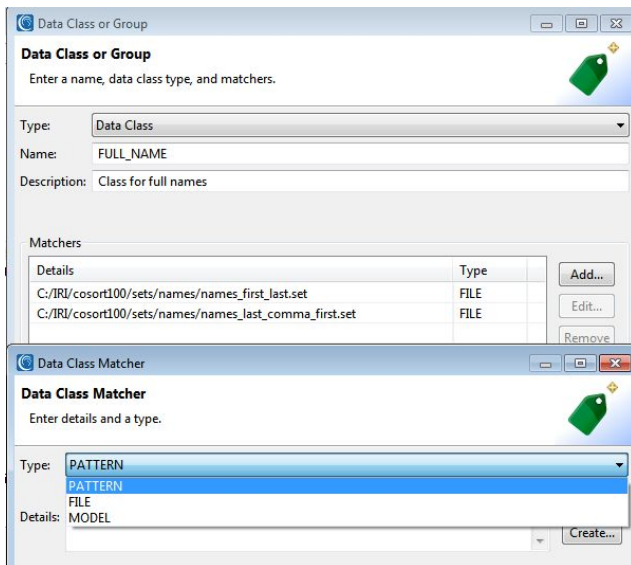 Data Class or Group
Data Class or Group
Enter a name, data class type, and matchers.
Type: Data Class
Name: FULL_NAME
Description: Class for full names
Matchers
Details Type
C:/IRI/cosort100/sets/names/names_first_last.set FILE
C:/IRI/cosort100/sets/names/names_last_comma_first.set FILE
Add...
Edit...
Remove
Data Class Matcher
Data Class Matcher
Enter details and a type.
Type: PATTERN
PATTERN
FILE
MODEL
Details:
Create...